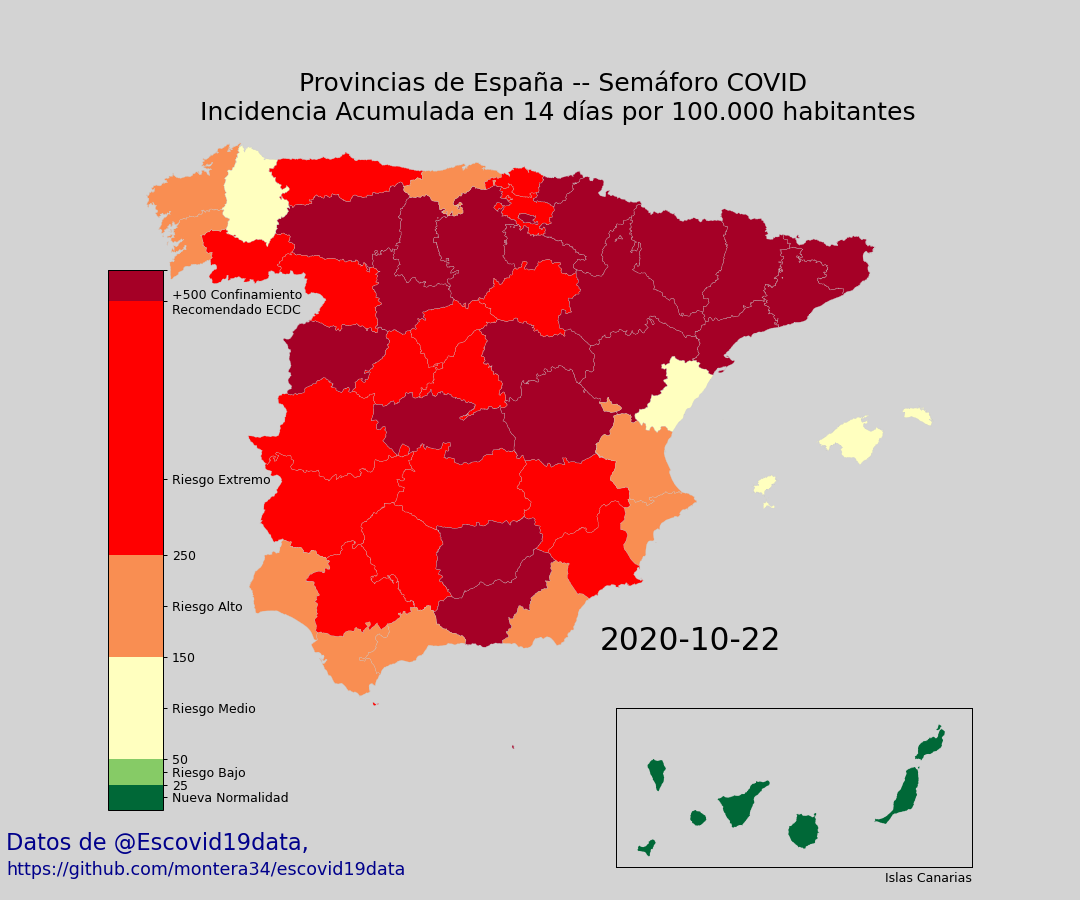 Provincias de España -- Semáforo COVID
Incidencia Acumulada en 14 días por 100.000 habitantes
+500 Confinamiento
Recomendado ECDC
Riesgo Extremo
250
Riesgo Alto
150
Riesgo Medio
50
Riesgo Bajo
25
Nueva Normalidad
2020-10-22
Datos de @Escovid19data,
https://github.com/montera34/escovid19data
Islas Canarias